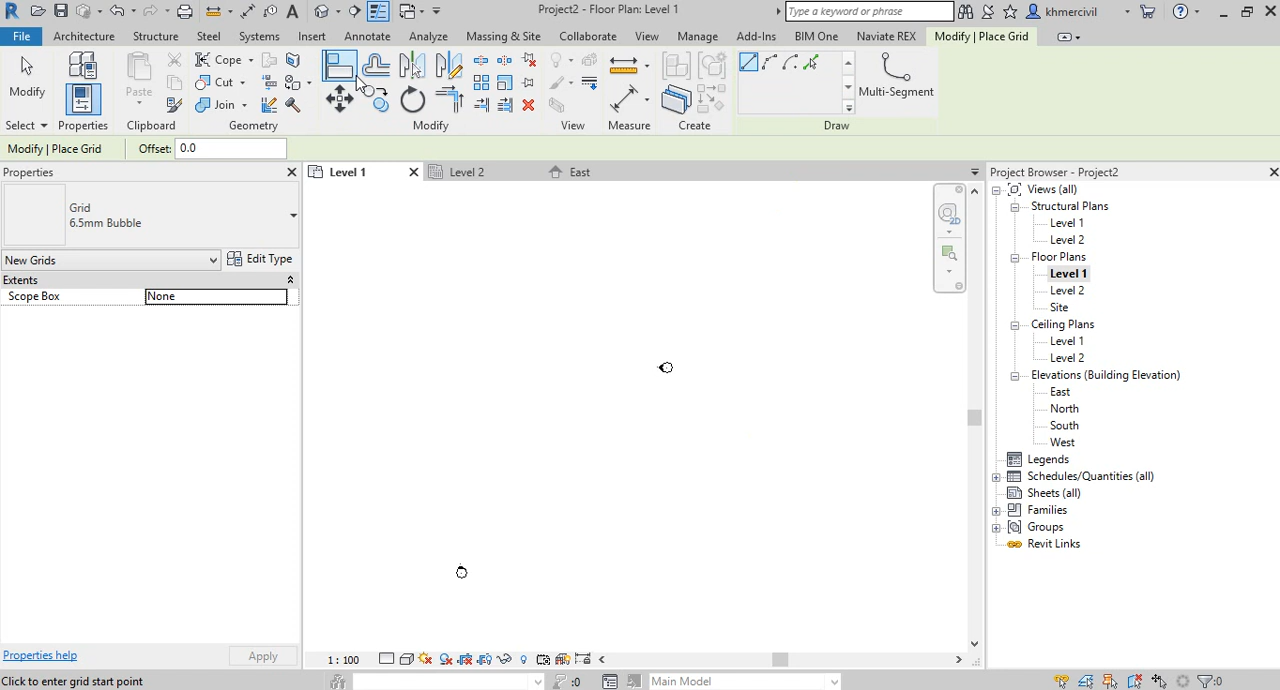 Project2 - Floor Plan: Level 1
Type a keyword or phrase
khmercivil
File
Architecture
Structure
Steel
Systems
Insert
Annotate
Analyze
Massing & Site
Collaborate
View
Manage
Add-Ins
BIM One
Naviate REX
Modify | Place Grid
Modify
Paste
Cope
Cut
Join
Multi-Segment
Select
Properties
Clipboard
Geometry
Modify
View
Measure
Create
Draw
Modify | Place Grid
Offset:
0.0
Properties
Grid
6.5mm Bubble
New Grids
Edit Type
Extents
Scope Box
None
Properties help
Apply
Level 1
Level 2
East
2D
1 : 100
Project Browser - Project2
Views (all)
Structural Plans
Level 1
Level 2
Floor Plans
Level 1
Level 2
Site
Ceiling Plans
Level 1
Level 2
Elevations (Building Elevation)
East
North
South
West
Legends
Schedules/Quantities (all)
Sheets (all)
Families
Groups
Revit Links
Click to enter grid start point
:0
Main Model
:0